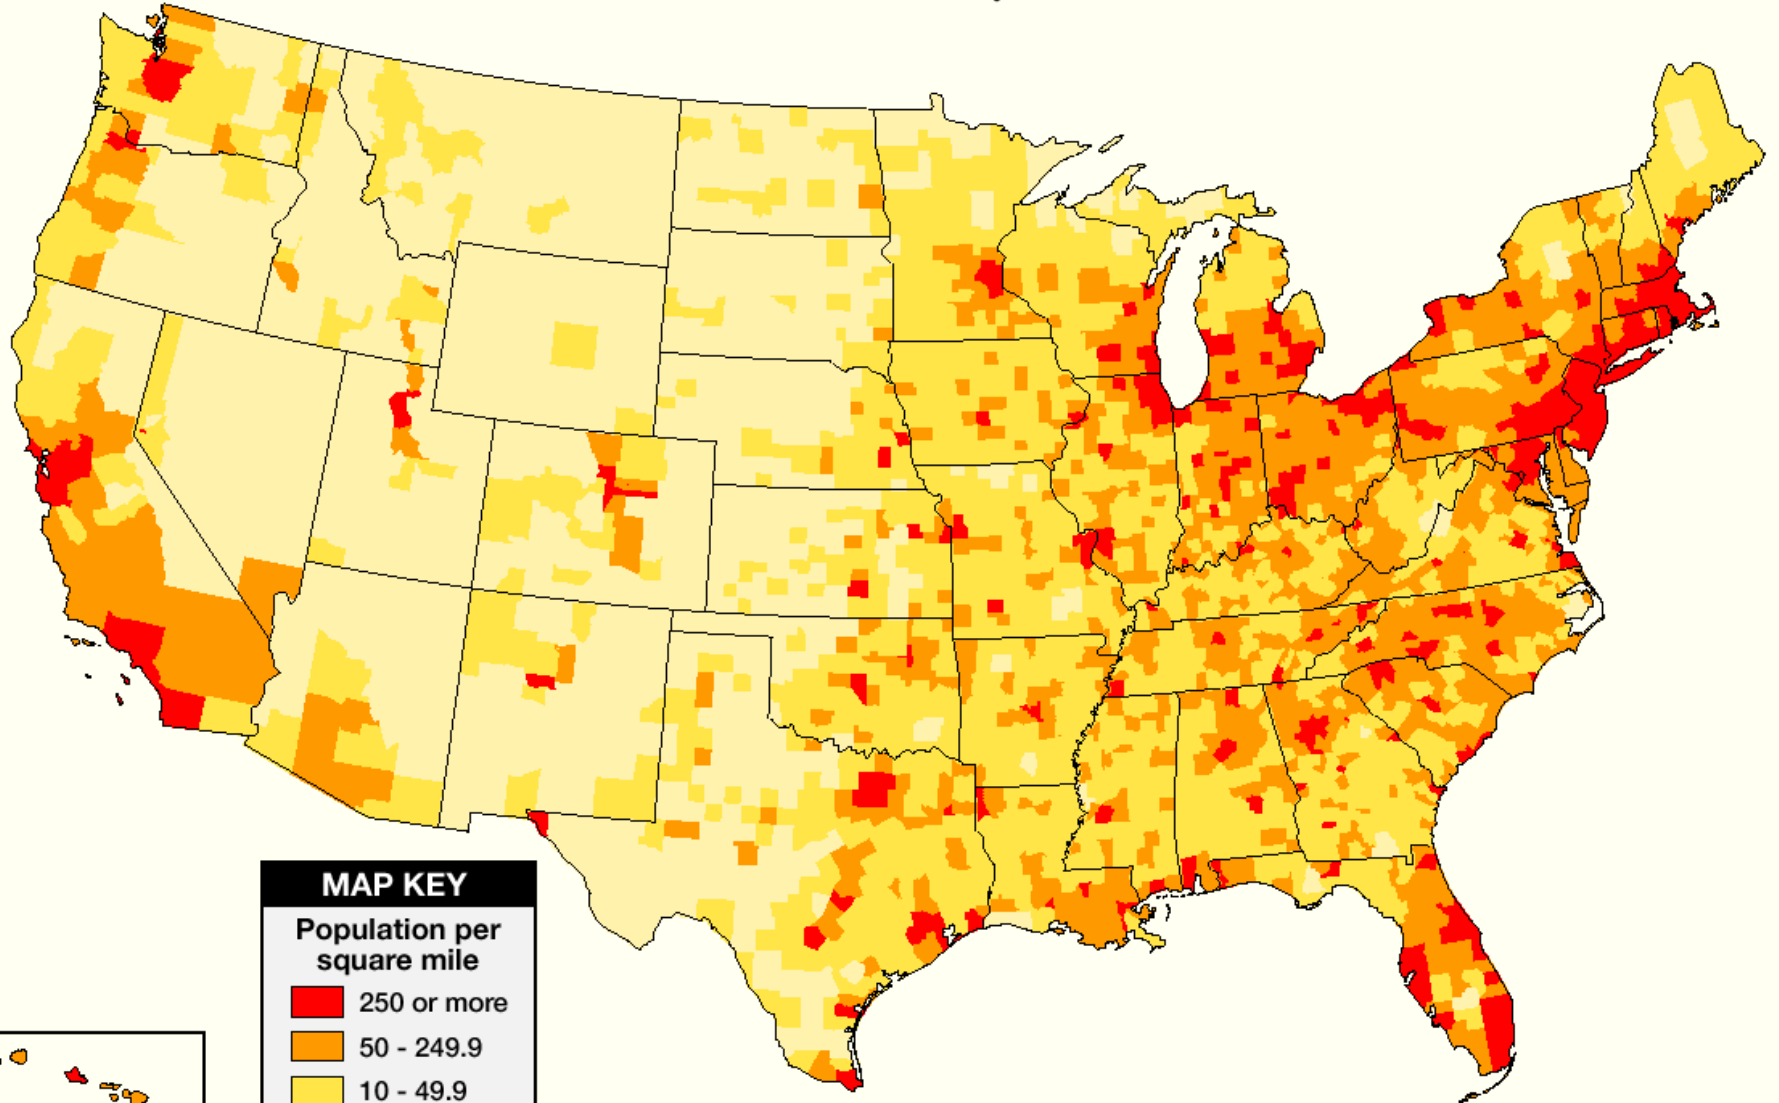 MAP KEY
Population per
square mile
250 or more
50 - 249.9
10 - 49.9